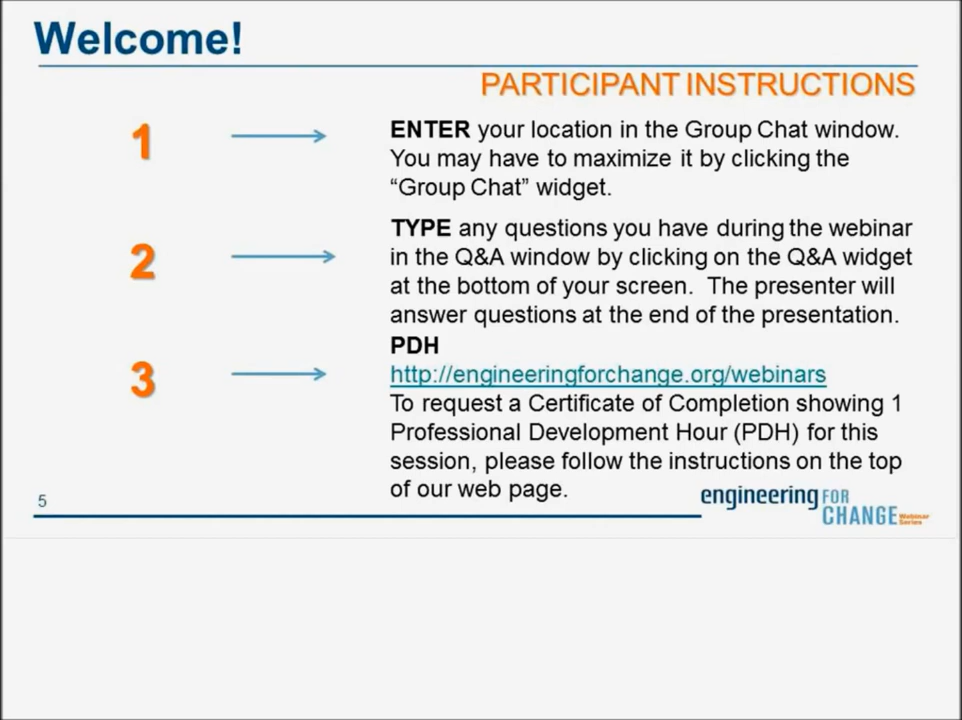 Welcome!
PARTICIPANT INSTRUCTIONS
1
ENTER your location in the Group Chat window.
You may have to maximize it by clicking the
“Group Chat” widget.
2
TYPE any questions you have during the webinar
in the Q&A window by clicking on the Q&A widget
at the bottom of your screen. The presenter will
answer questions at the end of the presentation.
3
PDH
http://engineeringforchange.org/webinars
To request a Certificate of Completion showing 1
Professional Development Hour (PDH) for this
session, please follow the instructions on the top
of our web page.
5
engineering FOR
CHANGE Webinar
Series